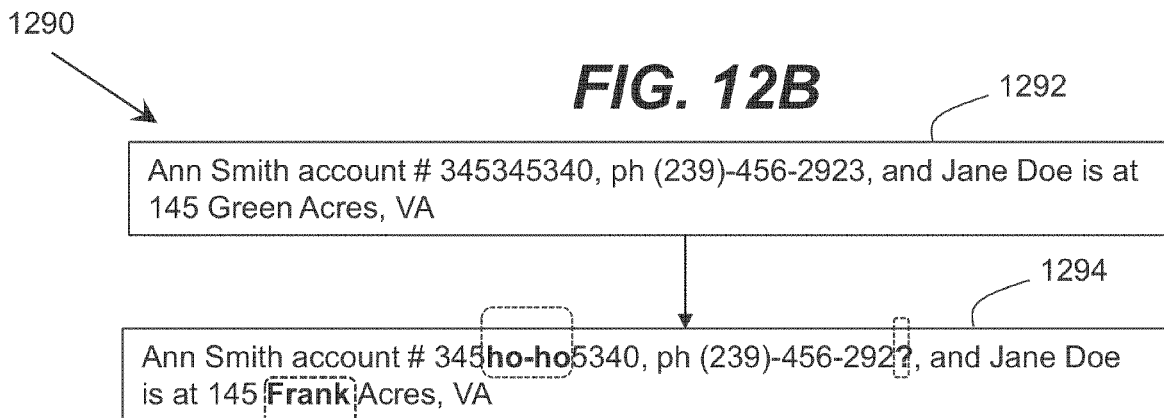 1290
FIG. 12B
1292
Ann Smith account # 345345340, ph (239)-456-2923, and Jane Doe is at
145 Green Acres, VA
1294
Ann Smith account # 345ho-ho5340, ph (239)-456-292?, and Jane Doe
is at 145 Frank Acres, VA